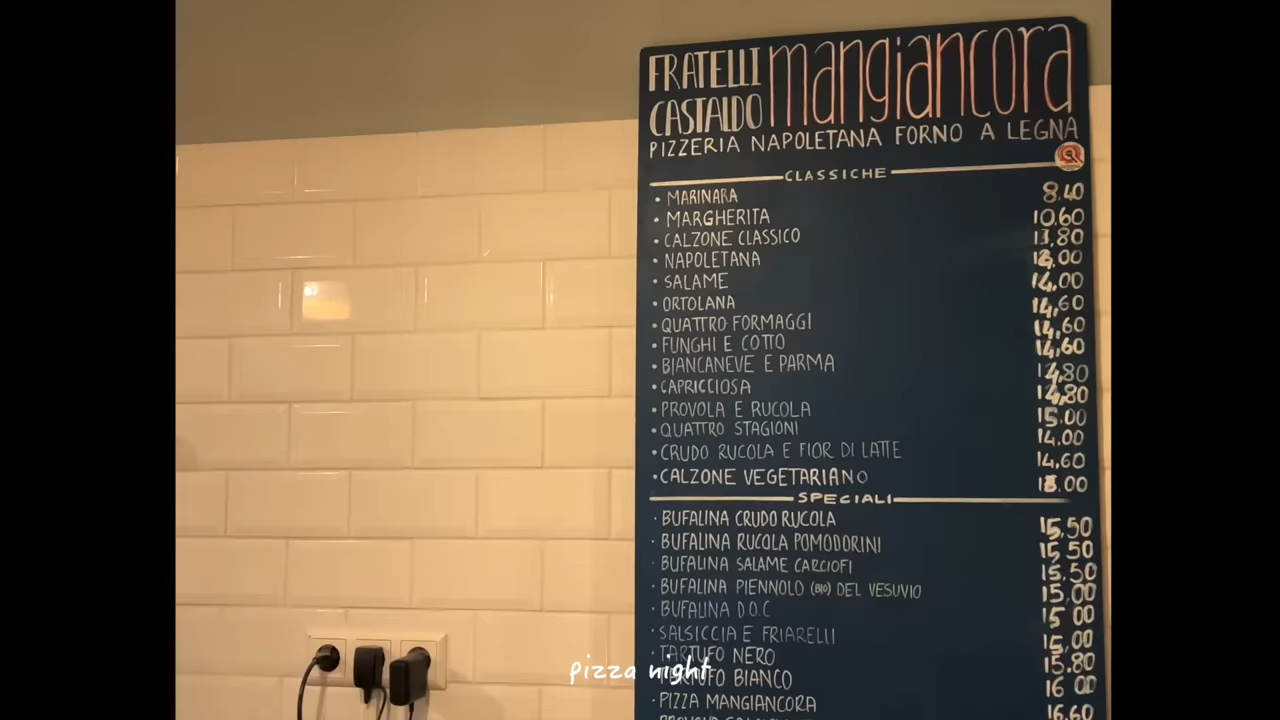 FRATELLI CASTALDO mangiancora
PIZZERIA NAPOLETANA FORNO A LEGNA
CLASSICHE
• MARINARA 8.40
• MARGHERITA 10.60
• CALZONE CLASSICO 13,80
• NAPOLETANA
• SALAME 14,00
• ORTOLANA 14,60
• QUATTRO FORMAGGI 14,60
• FUNGHI E COTTO 14,60
• BIANCANEVE E PARMA 14,80
• CAPRICCIOSA
• PROVOLA E RUCOLA 15.00
• QUATTRO STAGIONI 14.00
• CRUDO RUCOLA E FIOR DI LATTE 14,60
• CALZONE VEGETARIANO
SPECIALI
• BUFALINA CRUDO RUCOLA 15,50
• BUFALINA RUCOLA POMODORINI 15,50
• BUFALINA SALAME CARCIOFI 15,50
• BUFALINA PIENNOLO (BIO) DEL VESUVIO 15,00
• BUFALINA D.O.C 15 00
• SALSICCIA E FRIARELLI 15,00
• TARTUFO NERO 15.80
• TARTUFO BIANCO 16 00
• PIZZA MANGIANCORA 16,60
pizza night